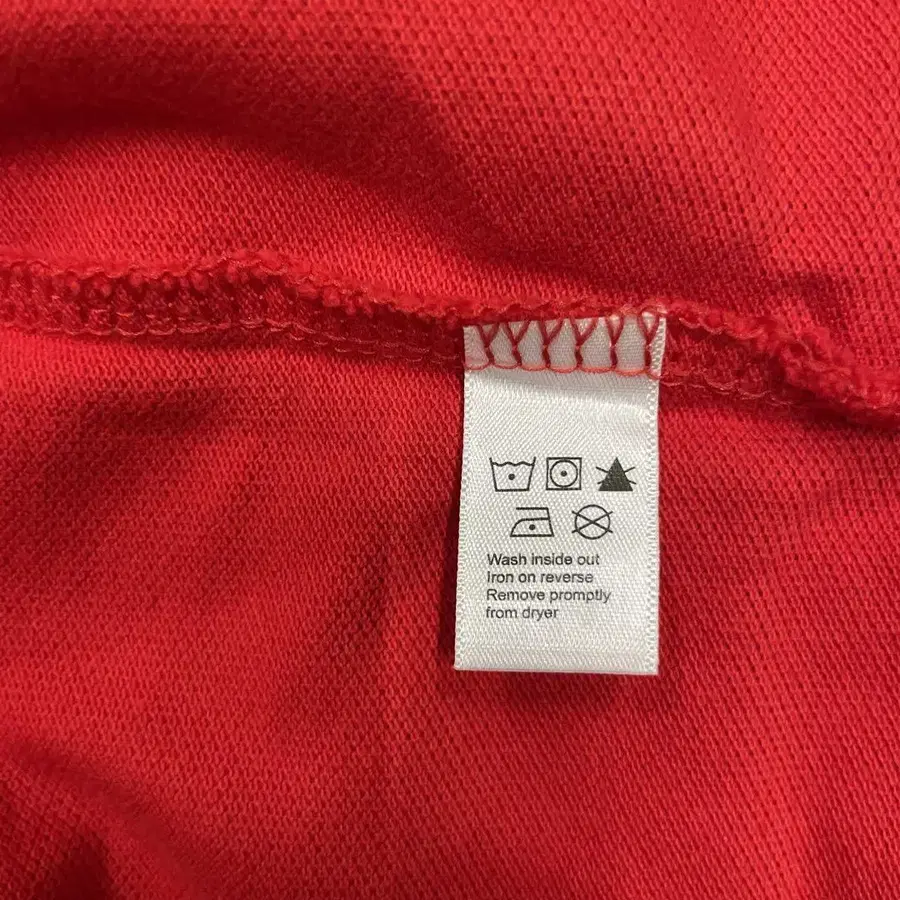 Wash inside out
Iron on reverse
Remove promptly
from dryer